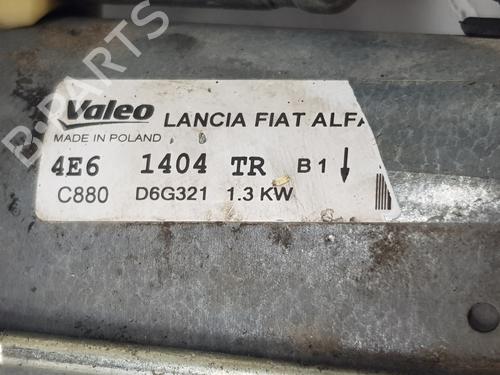 Valeo LANCIA FIAT ALFA
MADE IN POLAND
4E6 1404 TR B1
C880 D6G321 1.3 KW
B-PARTS